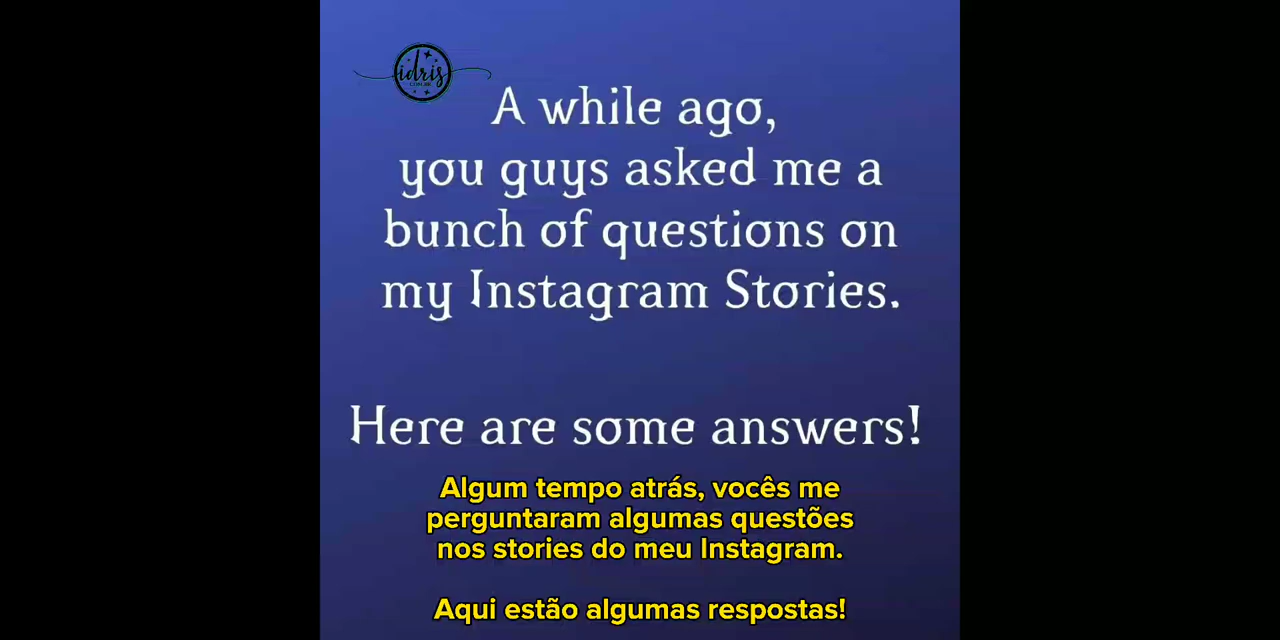 idris
A while ago,
you guys asked me a
bunch of questions on
my Instagram Stories.
Here are some answers!
Algum tempo atrás, vocês me
perguntaram algumas questões
nos stories do meu Instagram.
Aqui estão algumas respostas!